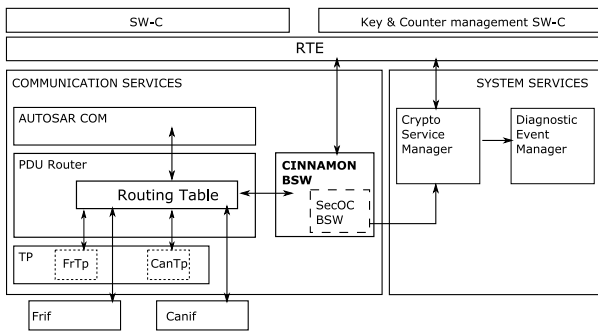 SW-C
Key & Counter management SW-C
RTE
COMMUNICATION SERVICES
SYSTEM SERVICES
AUTOSAR COM
Crypto
Service
Manager
Diagnostic
Event
Manager
PDU Router
Routing Table
CINNAMON
BSW
SecOC
BSW
TP
FrTp
CanTp
Frif
Canif